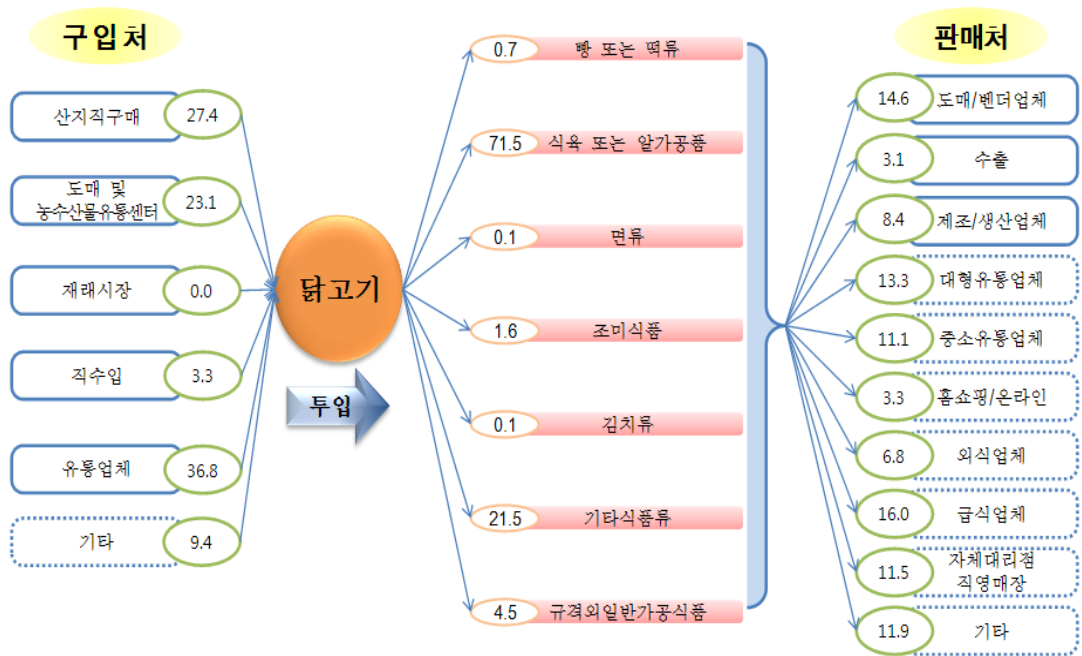 구입처
산지직구매
27.4
도매 및
농수산물유통센터
23.1
재래시장
0.0
직수입
3.3
유통업체
36.8
기타
9.4
닭고기
투입
0.7
빵 또는 떡류
71.5
식육 또는 알가공품
0.1
면류
1.6
조미식품
0.1
김치류
21.5
기타식품류
4.5
규격외일반가공식품
판매처
14.6
도매/벤더업체
3.1
수출
8.4
제조/생산업체
13.3
대형유통업체
11.1
중소유통업체
3.3
홈쇼핑/온라인
6.8
외식업체
16.0
급식업체
11.5
자체대리점
직영매장
11.9
기타